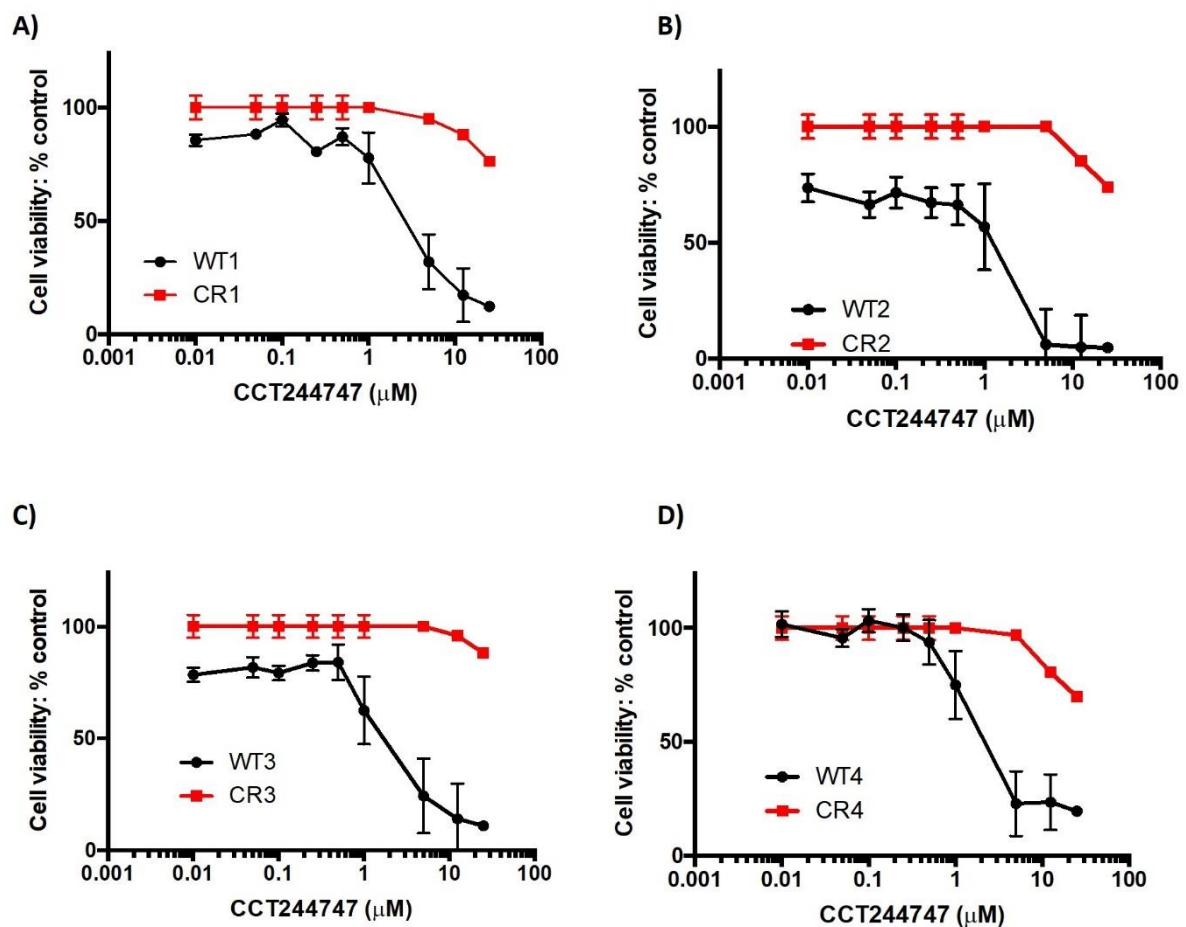 A)
Cell viability: % control
100
50
0
WT1
CR1
0.001 0.01 0.1 1 10 100
CCT244747 (μM)
B)
Cell viability: % control
100
50
0
WT2
CR2
0.001 0.01 0.1 1 10 100
CCT244747 (μM)
C)
Cell viability: % control
100
50
0
WT3
CR3
0.001 0.01 0.1 1 10 100
CCT244747 (μM)
D)
Cell viability: % control
100
50
0
WT4
CR4
0.001 0.01 0.1 1 10 100
CCT244747 (μM)